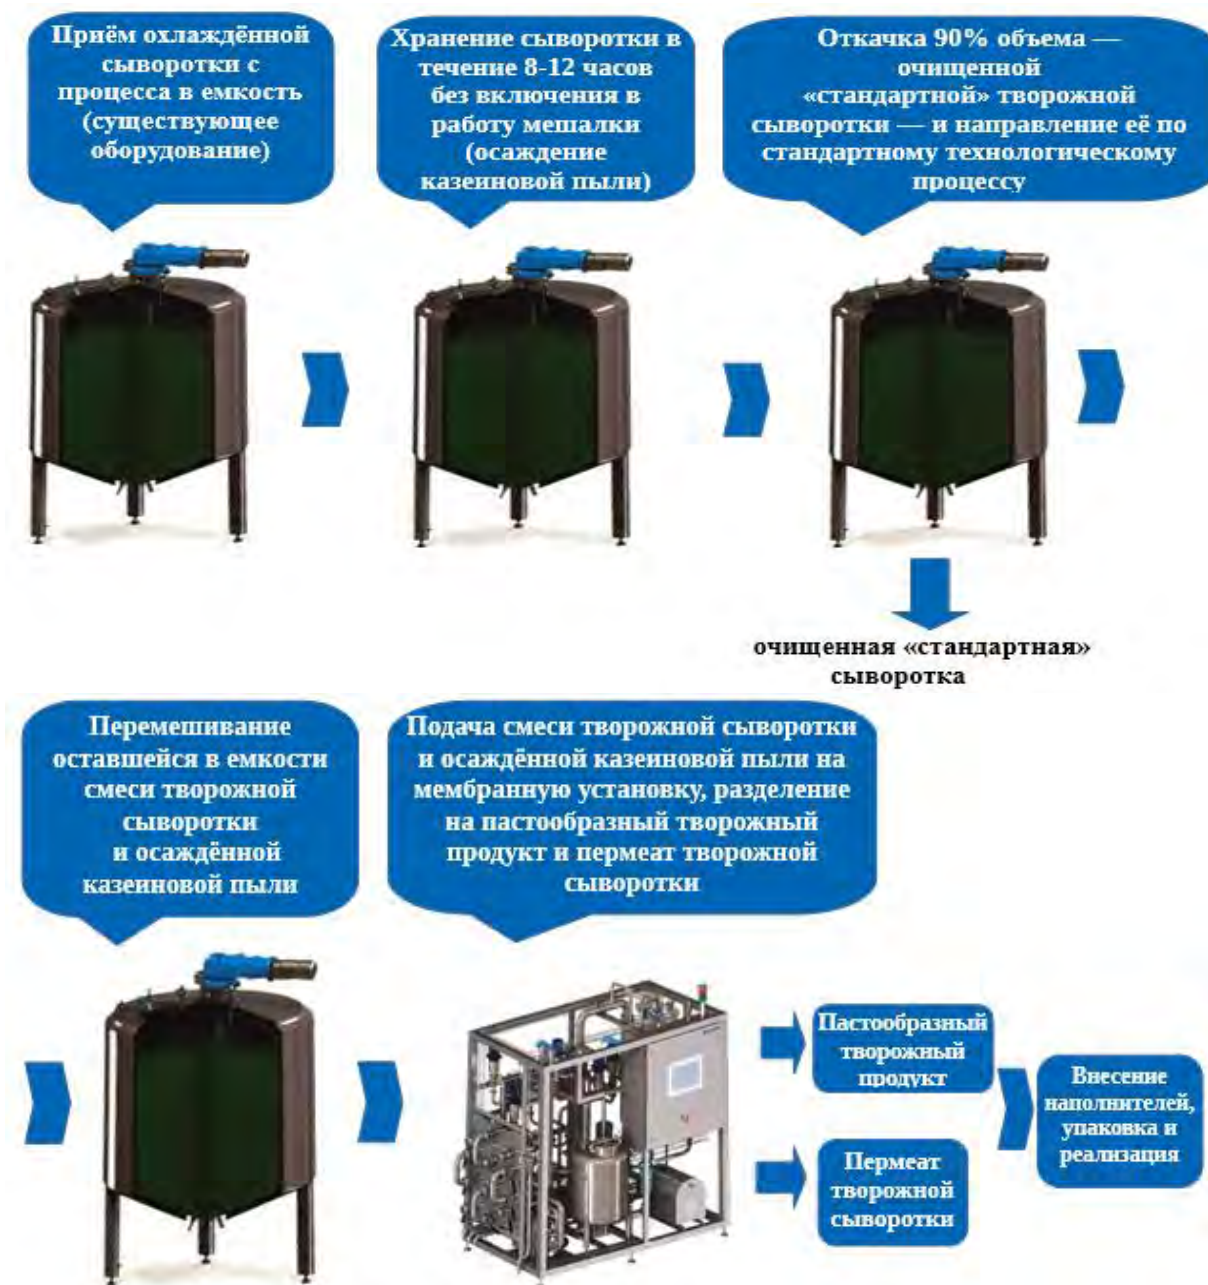 Приём охлаждённой
сыворотки с
процесса в емкость
(существующее
оборудование)
Хранение сыворотки в
течение 8-12 часов
без включения в
работу мешалки
(осаждение
казеиновой пыли)
Откачка 90% объема —
очищенной
«стандартной» творожной
сыворотки — и направление её по
стандартному технологическому
процессу
очищенная «стандартная»
сыворотка
Перемешивание
оставшейся в емкости
смеси творожной
сыворотки
и осаждённой
казеиновой пыли
Подача смеси творожной сыворотки
и осаждённой казеиновой пыли на
мембранную установку, разделение
на пастообразный творожный
продукт и пермеат творожной
сыворотки
Пастообразный
творожный
продукт
Внесение
наполнителей,
упаковка и
реализация
Пермеат
творожной
сыворотки